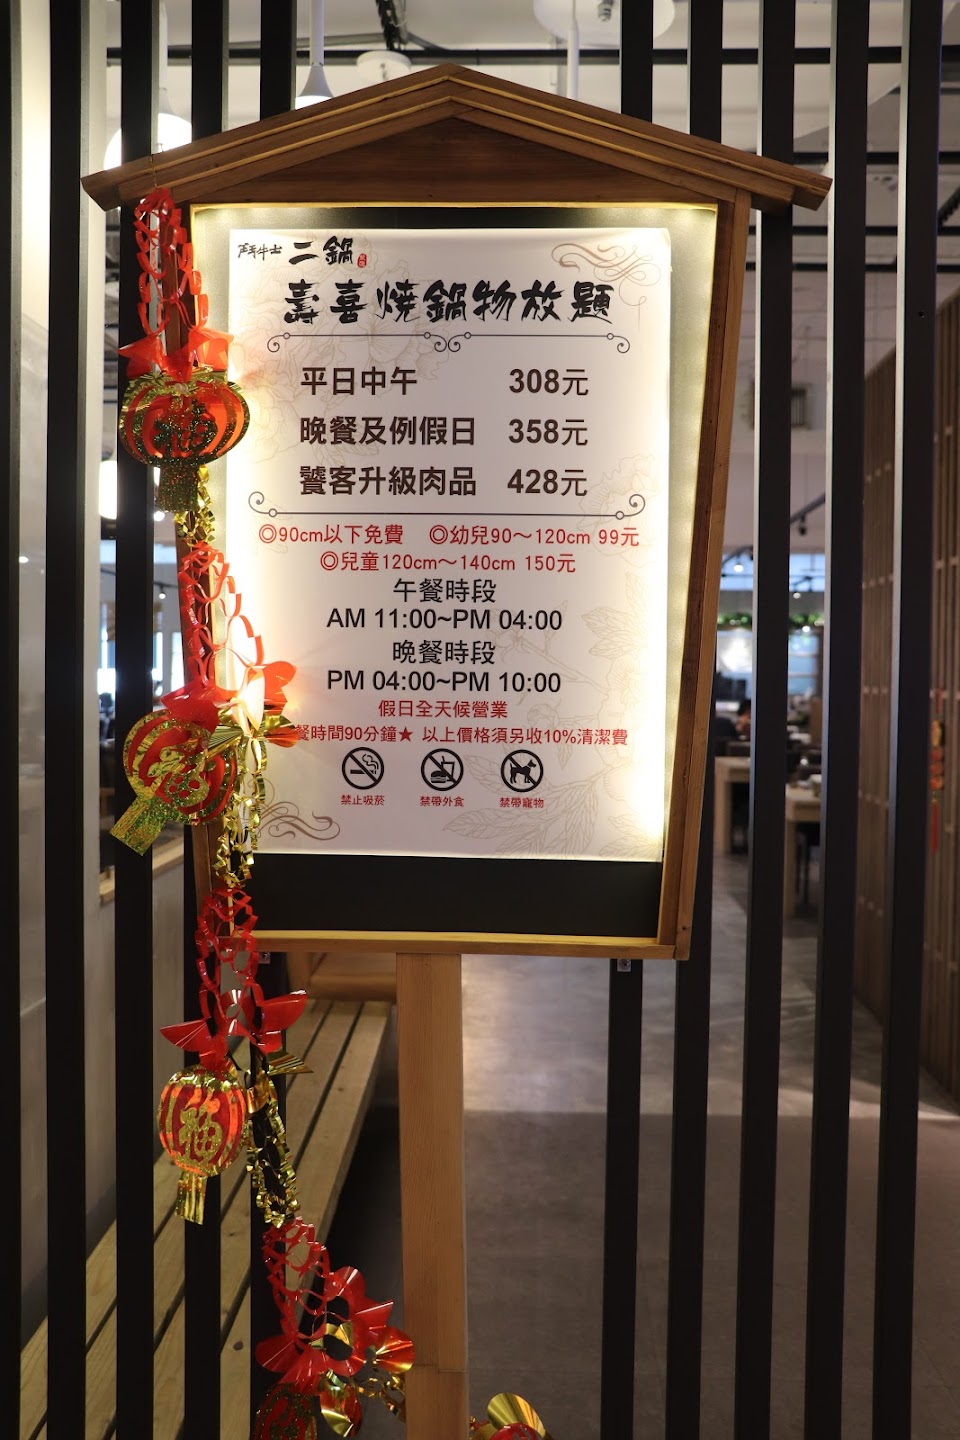 鬥牛士 二鍋
壽喜燒鍋物放題
平日中午 308元
晚餐及例假日 358元
饕客升級肉品 428元
◎90cm以下免費 ◎幼兒90～120cm 99元
◎兒童120cm～140cm 150元
午餐時段
AM 11:00~PM 04:00
晚餐時段
PM 04:00~PM 10:00
假日全天候營業
餐時間90分鐘★ 以上價格須另收10%清潔費
禁止吸菸 禁帶外食 禁帶寵物
福
福
福